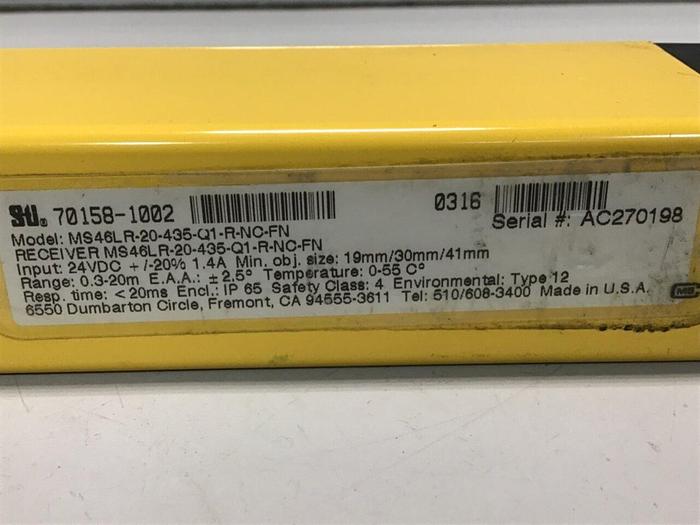 STI. 70158-1002 0316 Serial #: AC270198
Model: MS46LR-20-435-Q1-R-NC-FN
RECEIVER MS46LR-20-435-Q1-R-NC-FN
Input: 24VDC +/-20% 1.4A Min. obj. size: 19mm/30mm/41mm
Range: 0.3-20m E.A.A.: ±2.5° Temperature: 0-55 C°
Resp. time: <20ms Encl.: IP 65 Safety Class: 4 Environmental: Type 12
6550 Dumbarton Circle, Fremont, CA 94555-3611 Tel: 510/608-3400 Made in U.S.A.